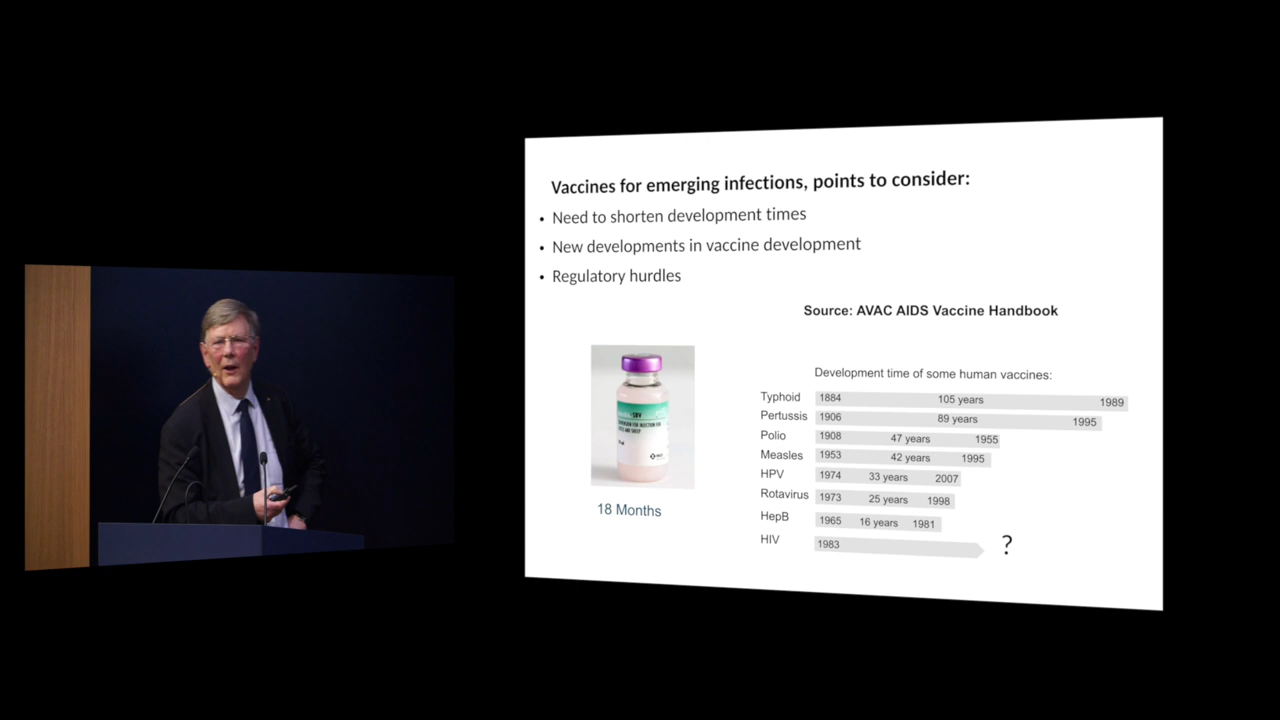 Vaccines for emerging infections, points to consider:
• Need to shorten development times
• New developments in vaccine development
• Regulatory hurdles
Source: AVAC AIDS Vaccine Handbook
-SBV
18 Months
Development time of some human vaccines:
Typhoid 1884 105 years 1989
Pertussis 1906 89 years 1995
Polio 1908 47 years 1955
Measles 1953 42 years 1995
HPV 1974 33 years 2007
Rotavirus 1973 25 years 1998
HepB 1965 16 years 1981
HIV 1983 ?